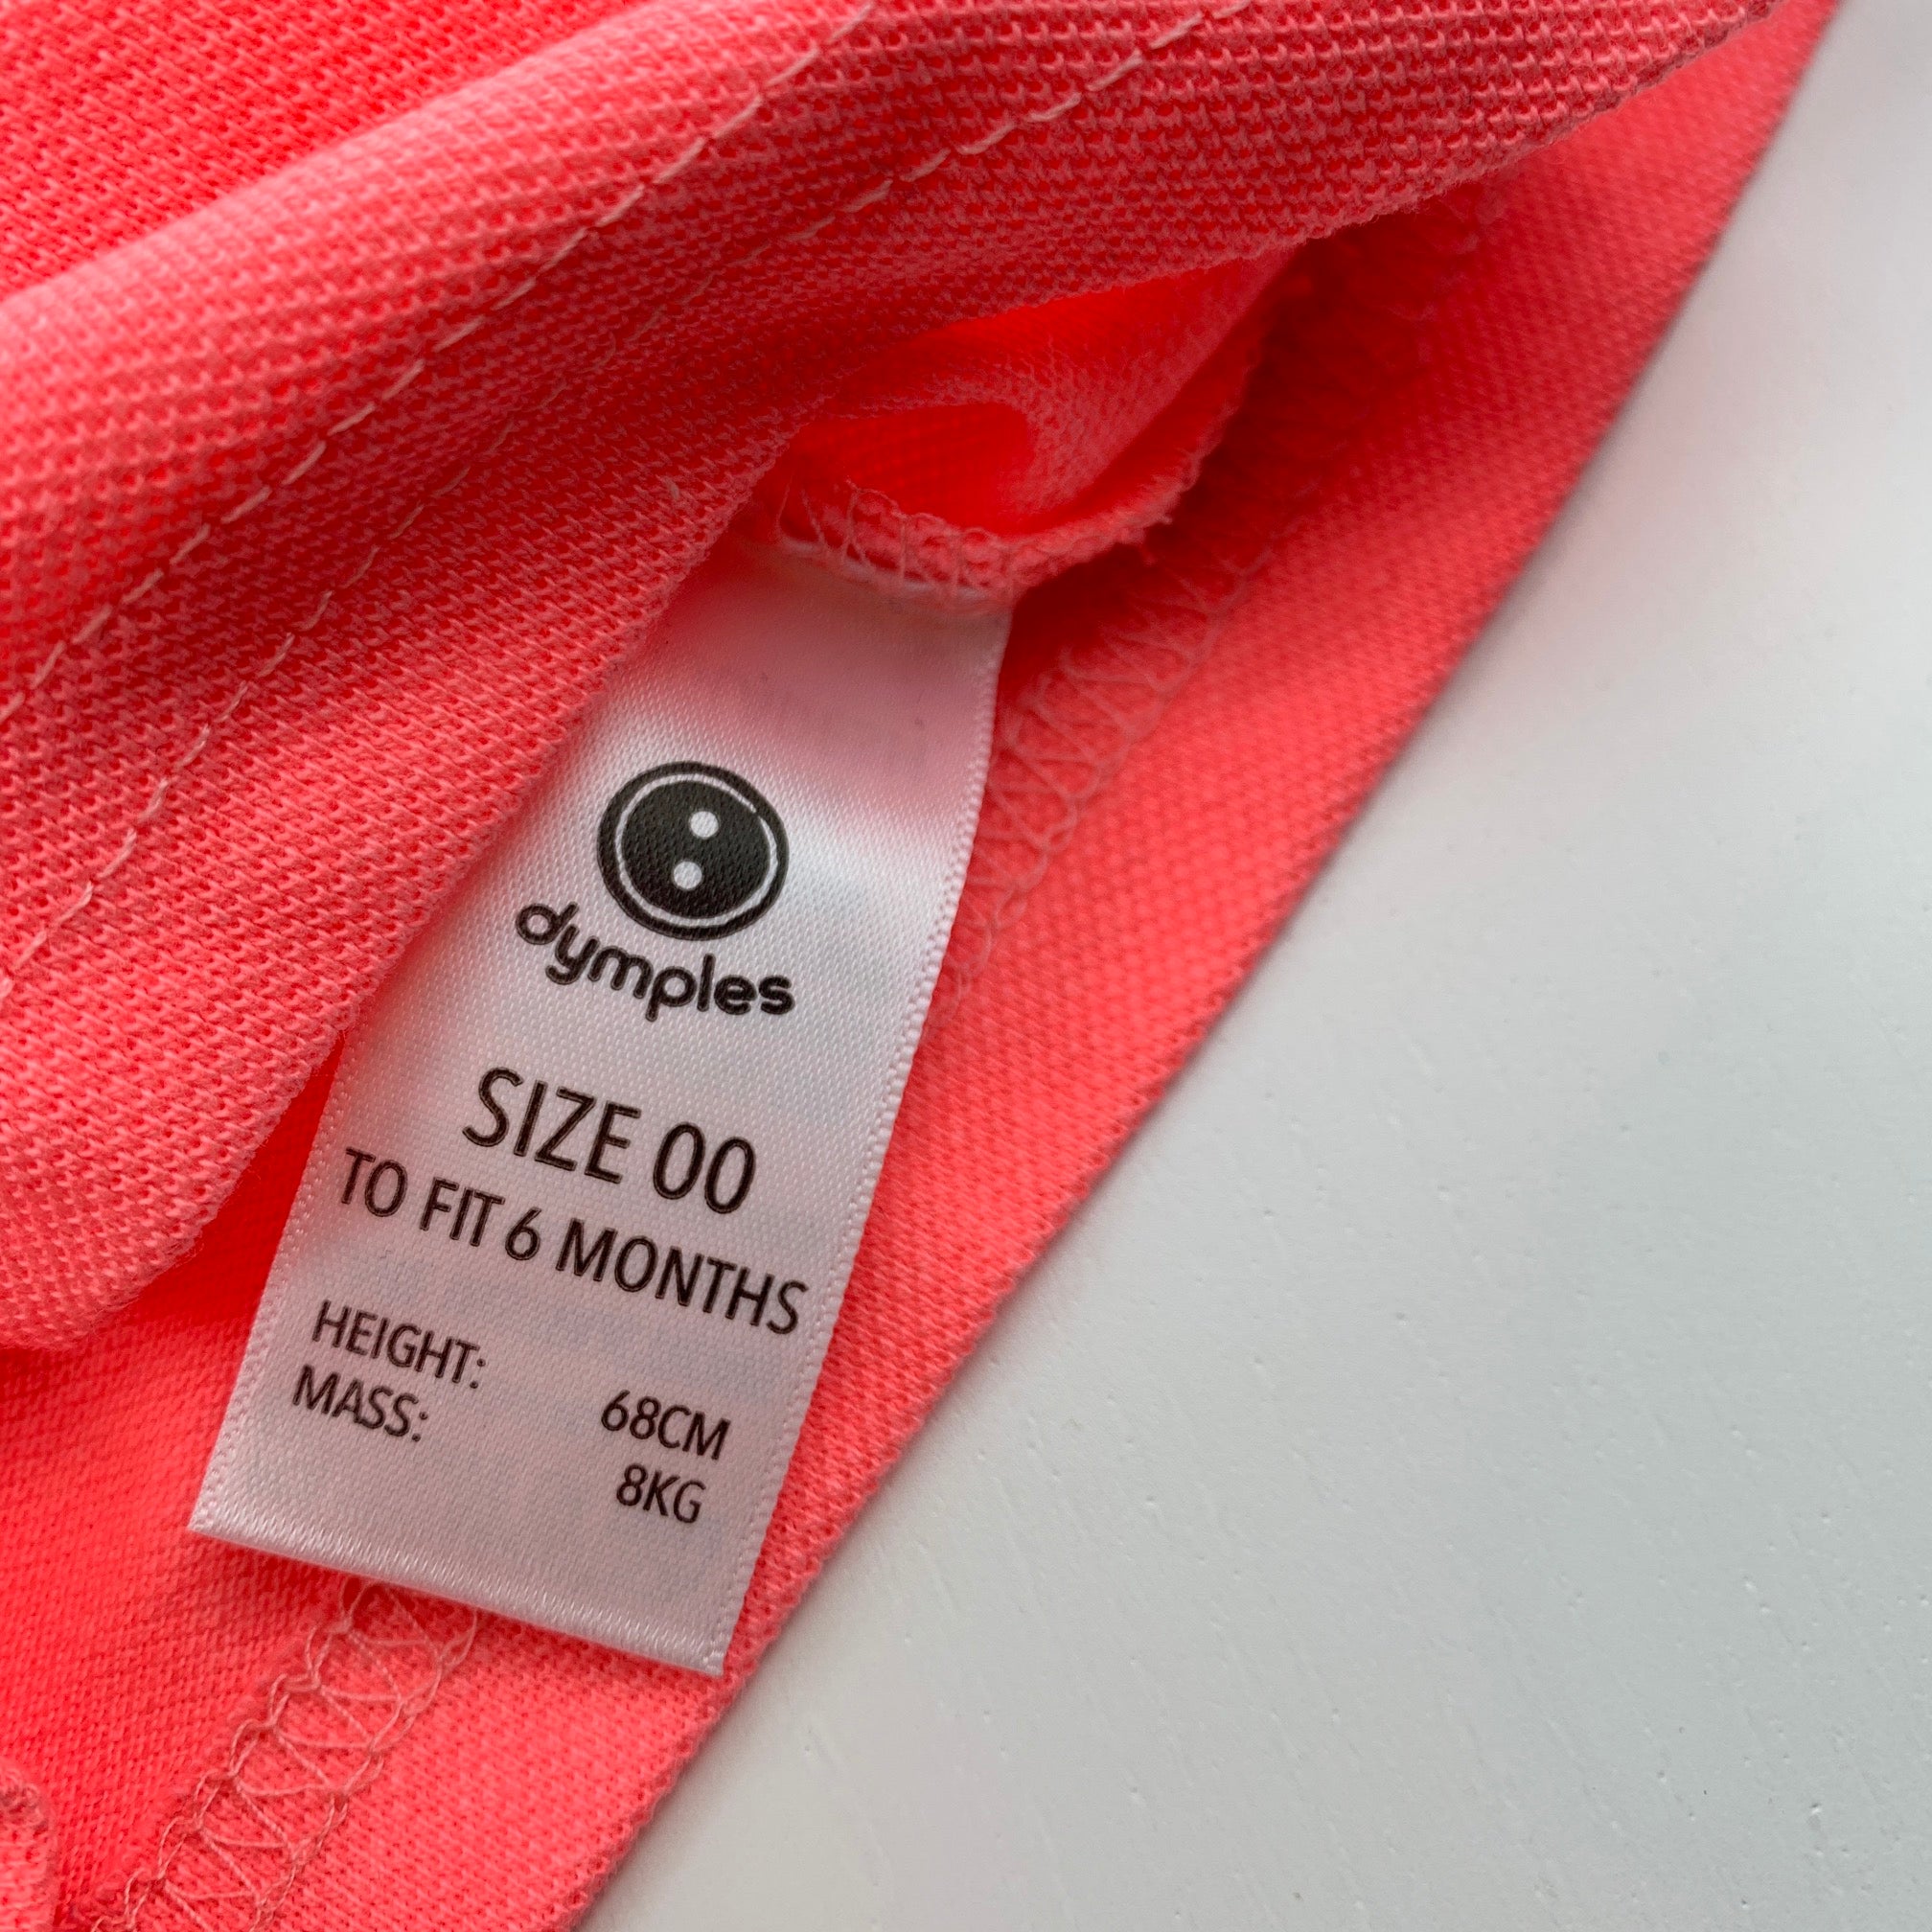 dymples
SIZE 00
TO FIT 6 MONTHS
HEIGHT: 68CM
MASS: 8KG